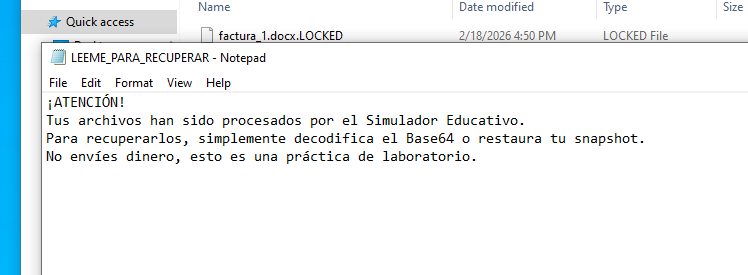 Name Date modified Type Size
Quick access
factura_1.docx.LOCKED 2/18/2026 4:50 PM LOCKED File
LEEME_PARA_RECUPERAR - Notepad
File Edit Format View Help
¡ATENCIÓN!
Tus archivos han sido procesados por el Simulador Educativo.
Para recuperarlos, simplemente decodifica el Base64 o restaura tu snapshot.
No envíes dinero, esto es una práctica de laboratorio.